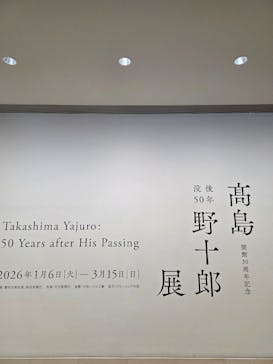 髙島
野十郎
展
没後
50年
開館30周年記念
Takashima Yajuro:
50 Years after His Passing
2026年1月6日[火]—3月15日[日]